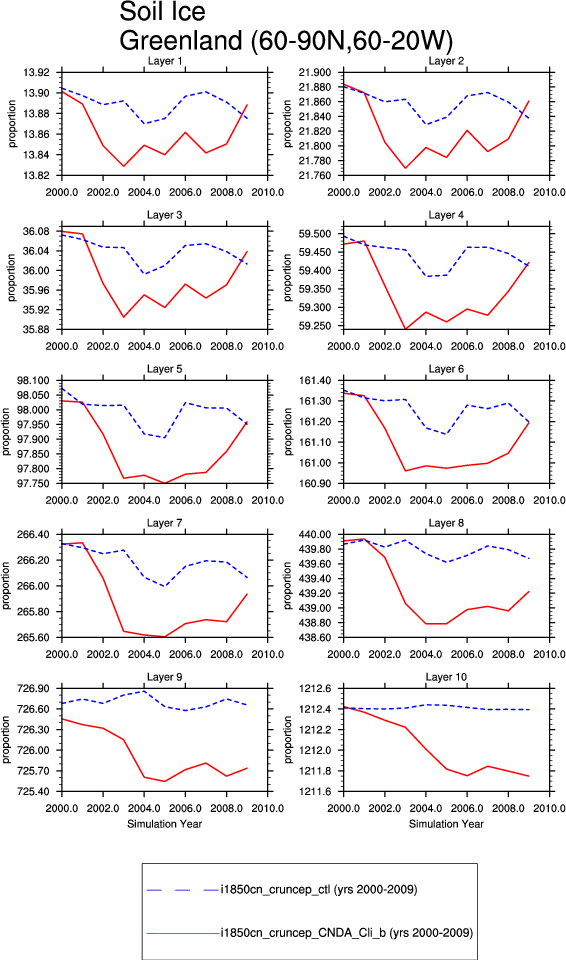 Soil Ice
Greenland (60-90N,60-20W)
Layer 1
proportion
13.92
13.90
13.88
13.86
13.84
13.82
2000.0 2002.0 2004.0 2006.0 2008.0 2010.0
Layer 2
proportion
21.900
21.880
21.860
21.840
21.820
21.800
21.780
21.760
2000.0 2002.0 2004.0 2006.0 2008.0 2010.0
Layer 3
proportion
36.08
36.04
36.00
35.96
35.92
35.88
2000.0 2002.0 2004.0 2006.0 2008.0 2010.0
Layer 4
proportion
59.500
59.450
59.400
59.350
59.300
59.250
2000.0 2002.0 2004.0 2006.0 2008.0 2010.0
Layer 5
proportion
98.100
98.050
98.000
97.950
97.900
97.850
97.800
97.750
2000.0 2002.0 2004.0 2006.0 2008.0 2010.0
Layer 6
proportion
161.40
161.30
161.20
161.10
161.00
160.90
2000.0 2002.0 2004.0 2006.0 2008.0 2010.0
Layer 7
proportion
266.40
266.20
266.00
265.80
265.60
2000.0 2002.0 2004.0 2006.0 2008.0 2010.0
Layer 8
proportion
440.00
439.80
439.60
439.40
439.20
439.00
438.80
438.60
2000.0 2002.0 2004.0 2006.0 2008.0 2010.0
Layer 9
proportion
726.90
726.60
726.30
726.00
725.70
725.40
2000.0 2002.0 2004.0 2006.0 2008.0 2010.0
Simulation Year
Layer 10
proportion
1212.6
1212.4
1212.2
1212.0
1211.8
1211.6
2000.0 2002.0 2004.0 2006.0 2008.0 2010.0
Simulation Year
i1850cn_cruncep_ctl (yrs 2000-2009)
i1850cn_cruncep_CNDA_Cli_b (yrs 2000-2009)